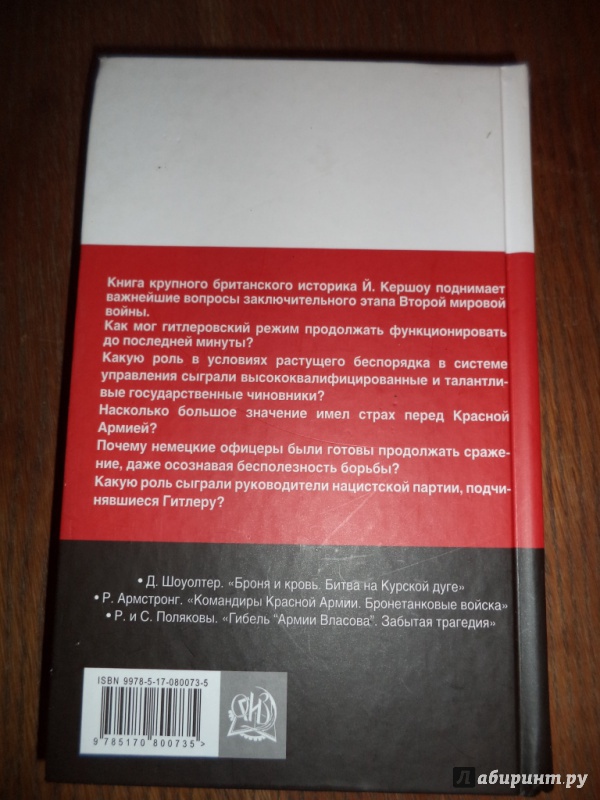 Книга крупного британского историка Й. Кершоу поднимает
важнейшие вопросы заключительного этапа Второй мировой
войны.
Как мог гитлеровский режим продолжать функционировать
до последней минуты?
Какую роль в условиях растущего беспорядка в системе
управления сыграли высококвалифицированные и талантли-
вые государственные чиновники?
Насколько большое значение имел страх перед Красной
Армией?
Почему немецкие офицеры были готовы продолжать сраже-
ние, даже осознавая бесполезность борьбы?
Какую роль сыграли руководители нацистской партии, подчи-
нявшиеся Гитлеру?
• Д. Шоуолтер. «Броня и кровь. Битва на Курской дуге»
• Р. Армстронг. «Командиры Красной Армии. Бронетанковые войска»
• Р. и С. Поляковы. «Гибель "Армии Власова". Забытая трагедия»
ISBN 9978-5-17-080073-5
9 785170 800735 >
лабиринт.ру